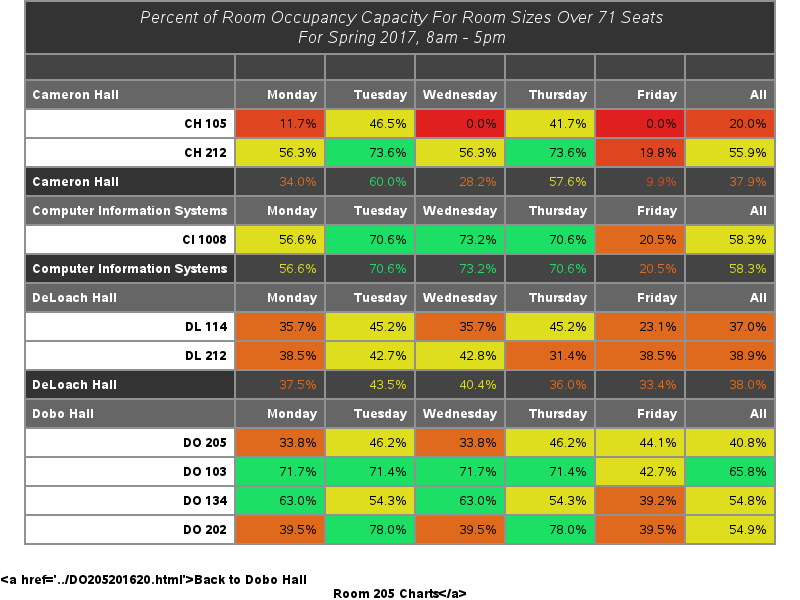 Percent of Room Occupancy Capacity For Room Sizes Over 71 Seats
For Spring 2017, 8am - 5pm
Cameron Hall Monday Tuesday Wednesday Thursday Friday All
CH 105 11.7% 46.5% 0.0% 41.7% 0.0% 20.0%
CH 212 56.3% 73.6% 56.3% 73.6% 19.8% 55.9%
Cameron Hall 34.0% 60.0% 28.2% 57.6% 9.9% 37.9%
Computer Information Systems Monday Tuesday Wednesday Thursday Friday All
CI 1008 56.6% 70.6% 73.2% 70.6% 20.5% 58.3%
Computer Information Systems 56.6% 70.6% 73.2% 70.6% 20.5% 58.3%
DeLoach Hall Monday Tuesday Wednesday Thursday Friday All
DL 114 35.7% 45.2% 35.7% 45.2% 23.1% 37.0%
DL 212 38.5% 42.7% 42.8% 31.4% 38.5% 38.9%
DeLoach Hall 37.5% 43.5% 40.4% 36.0% 33.4% 38.0%
Dobo Hall Monday Tuesday Wednesday Thursday Friday All
DO 205 33.8% 46.2% 33.8% 46.2% 44.1% 40.8%
DO 103 71.7% 71.4% 71.7% 71.4% 42.7% 65.8%
DO 134 63.0% 54.3% 63.0% 54.3% 39.2% 54.8%
DO 202 39.5% 78.0% 39.5% 78.0% 39.5% 54.9%
<a href='../DO205201620.html'>Back to Dobo Hall
Room 205 Charts</a>